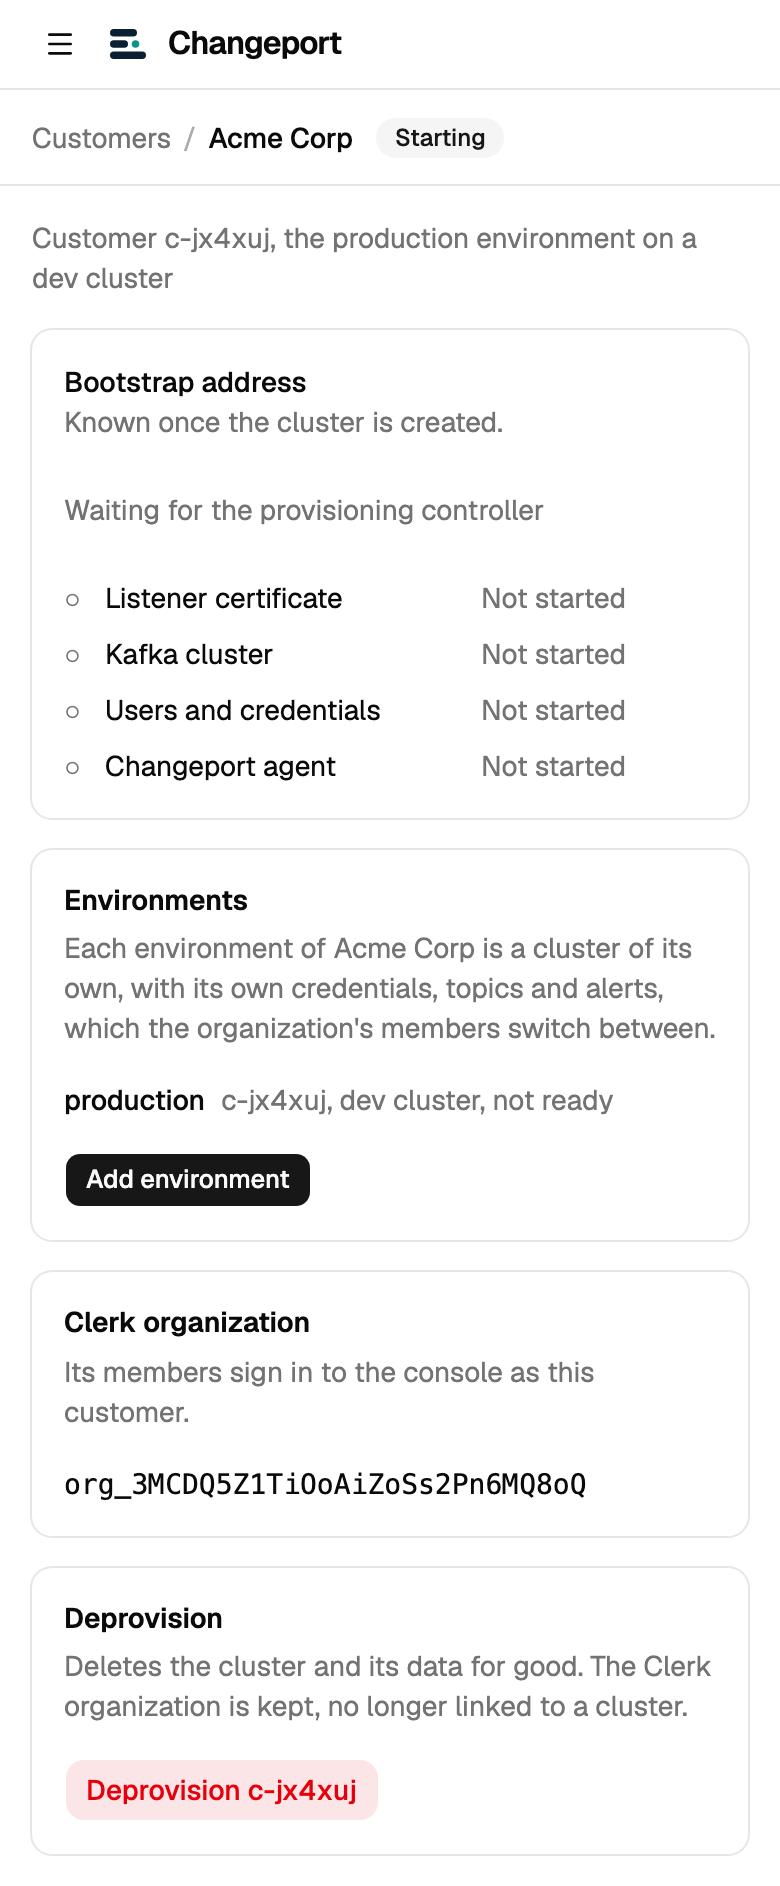 Changeport
Customers / Acme Corp Starting
Customer c-jx4xuj, the production environment on a
dev cluster
Bootstrap address
Known once the cluster is created.
Waiting for the provisioning controller
Listener certificate Not started
Kafka cluster Not started
Users and credentials Not started
Changeport agent Not started
Environments
Each environment of Acme Corp is a cluster of its
own, with its own credentials, topics and alerts,
which the organization's members switch between.
production c-jx4xuj, dev cluster, not ready
Add environment
Clerk organization
Its members sign in to the console as this
customer.
org_3MCDQ5Z1TiOoAiZoSs2Pn6MQ8oQ
Deprovision
Deletes the cluster and its data for good. The Clerk
organization is kept, no longer linked to a cluster.
Deprovision c-jx4xuj